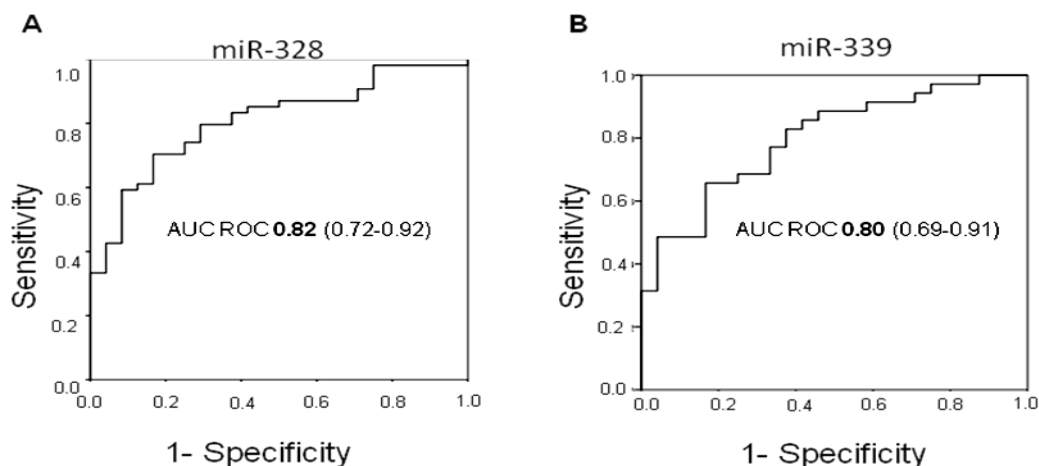 A
miR-328
1.0
0.8
0.6
0.4
0.2
0.0
Sensitivity
AUC ROC 0.82 (0.72-0.92)
0.0 0.2 0.4 0.6 0.8 1.0
1- Specificity
B
miR-339
1.0
0.8
0.6
0.4
0.2
0.0
Sensitivity
AUC ROC 0.80 (0.69-0.91)
0.0 0.2 0.4 0.6 0.8 1.0
1- Specificity